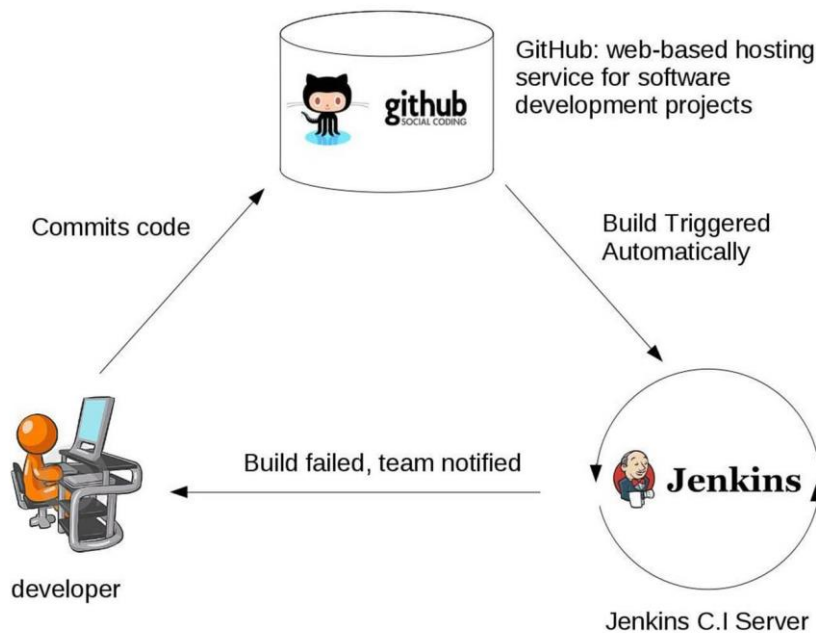 GitHub: web-based hosting
service for software
development projects
github
SOCIAL CODING
Commits code
Build Triggered
Automatically
Build failed, team notified
Jenkins
developer
Jenkins C.I Server